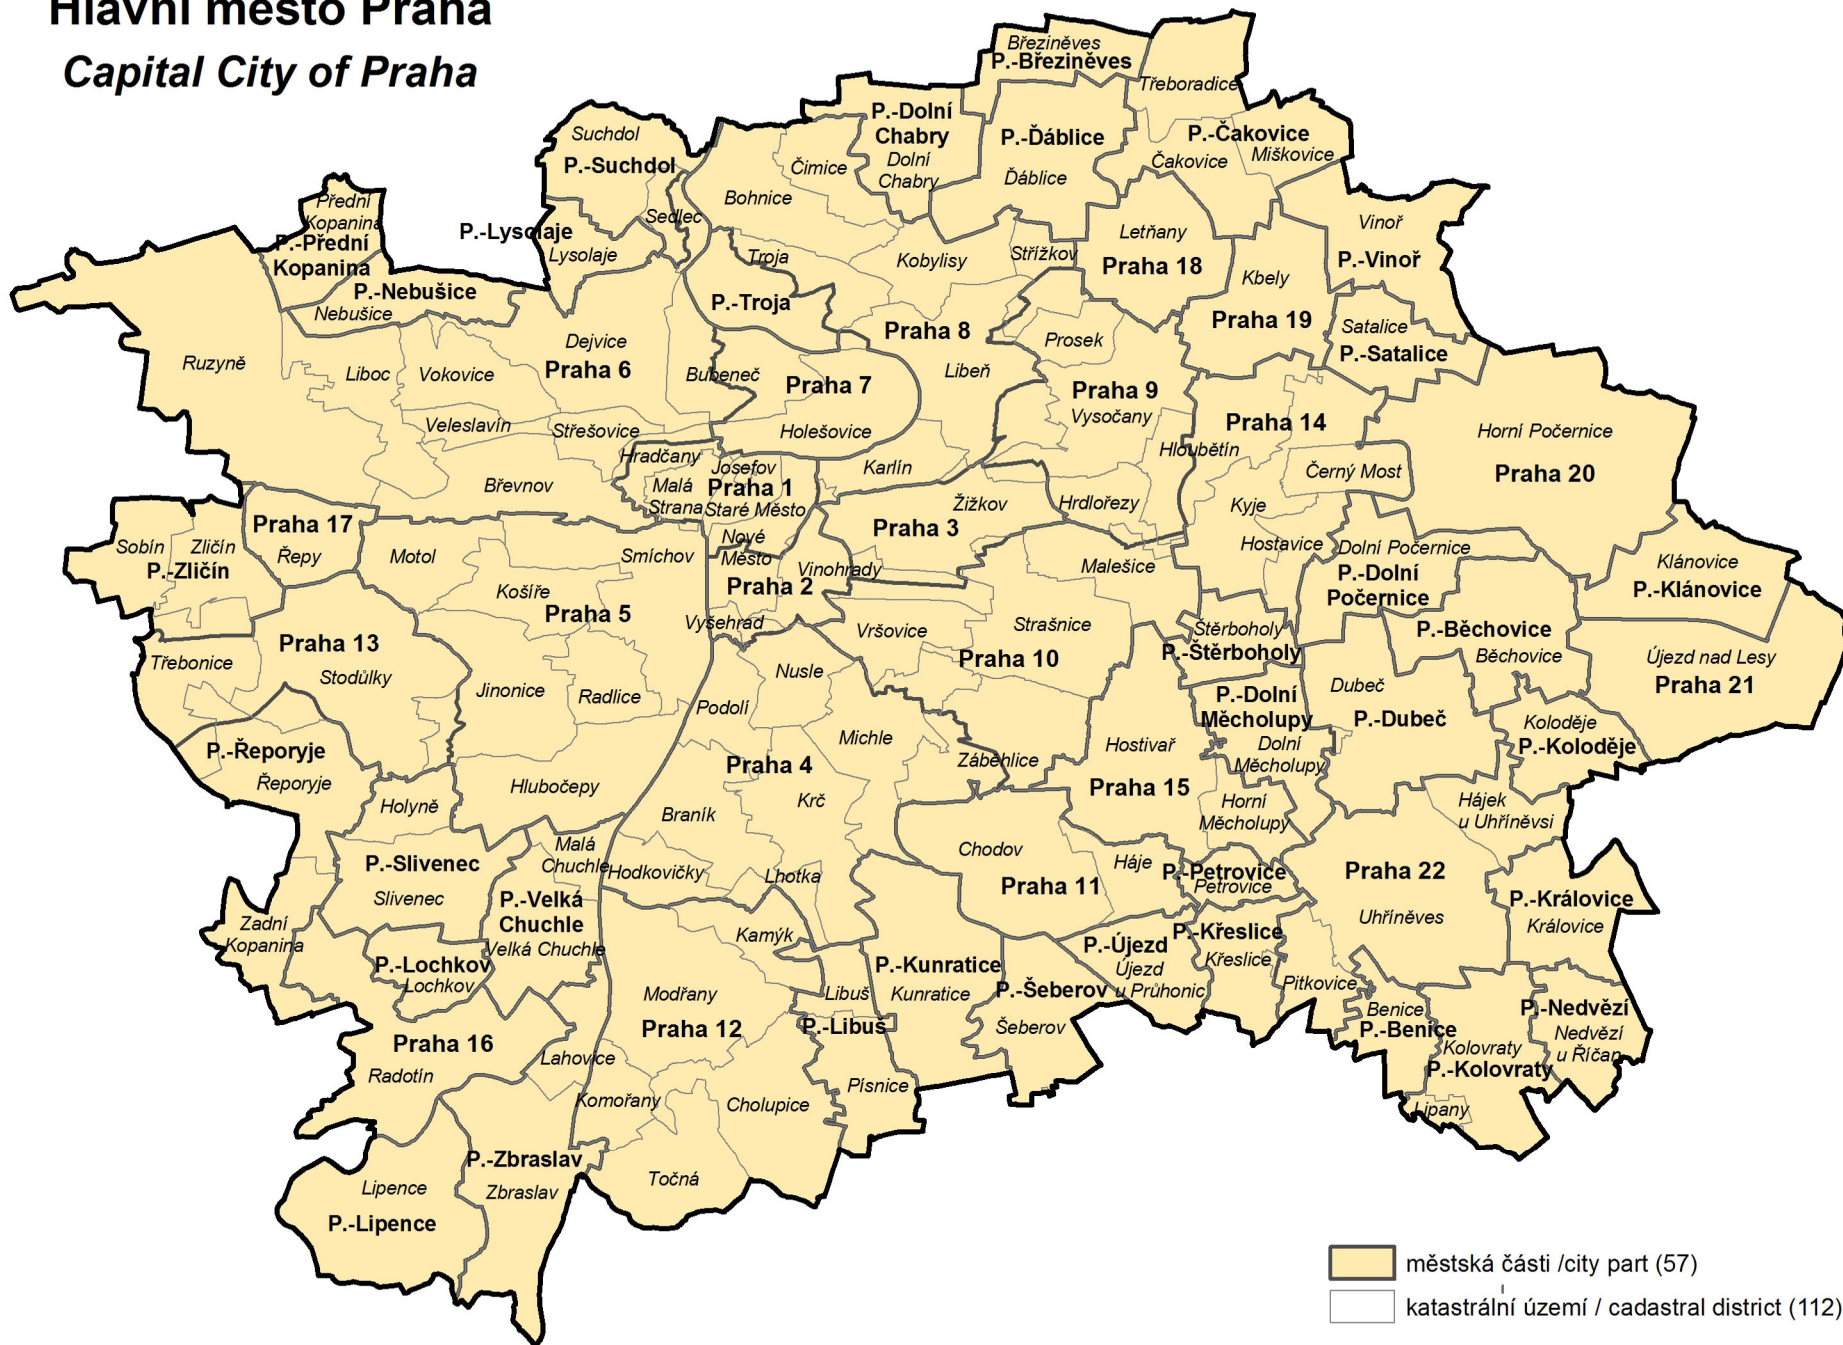 Hlavní město Praha
Capital City of Praha
Březiněves
P.-Březiněves
Třeboradice
P.-Dolní
Chabry
Dolní
Chabry
P.-Ďáblice
Ďáblice
P.-Čakovice
Čakovice
Miškovice
Suchdol
P.-Suchdol
Sedlec
Čimice
Bohnice
Přední
Kopanina
P.-Přední
Kopanina
P.-Lysolaje
Lysolaje
P.-Nebušice
Nebušice
Troja
P.-Troja
Kobylisy
Střížkov
Letňany
Praha 18
Vinoř
P.-Vinoř
Kbely
Praha 19
Satalice
P.-Satalice
Ruzyně
Liboc
Vokovice
Dejvice
Praha 6
Bubeneč
Praha 7
Holešovice
Praha 8
Libeň
Prosek
Praha 9
Vysočany
Hloubětín
Praha 14
Černý Most
Horní Počernice
Praha 20
Veleslavín
Střešovice
Břevnov
Hradčany
Malá
Strana
Josefov
Praha 1
Staré Město
Nové
Město
Karlín
Žižkov
Praha 3
Hrdlořezy
Kyje
Hostavice
Dolní Počernice
P.-Dolní
Počernice
Klánovice
P.-Klánovice
Sobín
Zličín
P.-Zličín
Praha 17
Řepy
Motol
Smíchov
Košíře
Praha 5
Praha 2
Vinohrady
Vyšehrad
Malešice
Vršovice
Strašnice
Praha 10
Štěrboholy
P.-Štěrboholy
P.-Běchovice
Běchovice
Újezd nad Lesy
Praha 21
Třebonice
Praha 13
Stodůlky
Jinonice
Radlice
Podolí
Nusle
Michle
Praha 4
Záběhlice
Hostivař
Praha 15
P.-Dolní
Měcholupy
Dolní
Měcholupy
Dubeč
P.-Dubeč
Koloděje
P.-Koloděje
P.-Řeporyje
Řeporyje
Holyně
Hlubočepy
Braník
Krč
Horní
Měcholupy
Hájek
u Uhříněvsi
P.-Slivenec
Slivenec
Malá
Chuchle
P.-Velká
Chuchle
Velká Chuchle
Hodkovičky
Lhotka
Chodov
Praha 11
Háje
P.-Petrovice
Petrovice
Praha 22
Uhříněves
P.-Královice
Královice
Zadní
Kopanina
P.-Lochkov
Lochkov
Kamýk
Modřany
Praha 12
Libuš
P.-Libuš
P.-Kunratice
Kunratice
P.-Šeberov
Šeberov
P.-Újezd
Újezd
u Průhonic
P.-Křeslice
Křeslice
Pitkovice
Benice
P.-Benice
Kolovraty
P.-Kolovraty
Lipany
P.-Nedvězí
Nedvězí
u Říčan
Praha 16
Radotín
Lahovice
Komořany
Cholupice
Písnice
Točná
P.-Zbraslav
Zbraslav
Lipence
P.-Lipence
městská části /city part (57)
katastrální území / cadastral district (112)